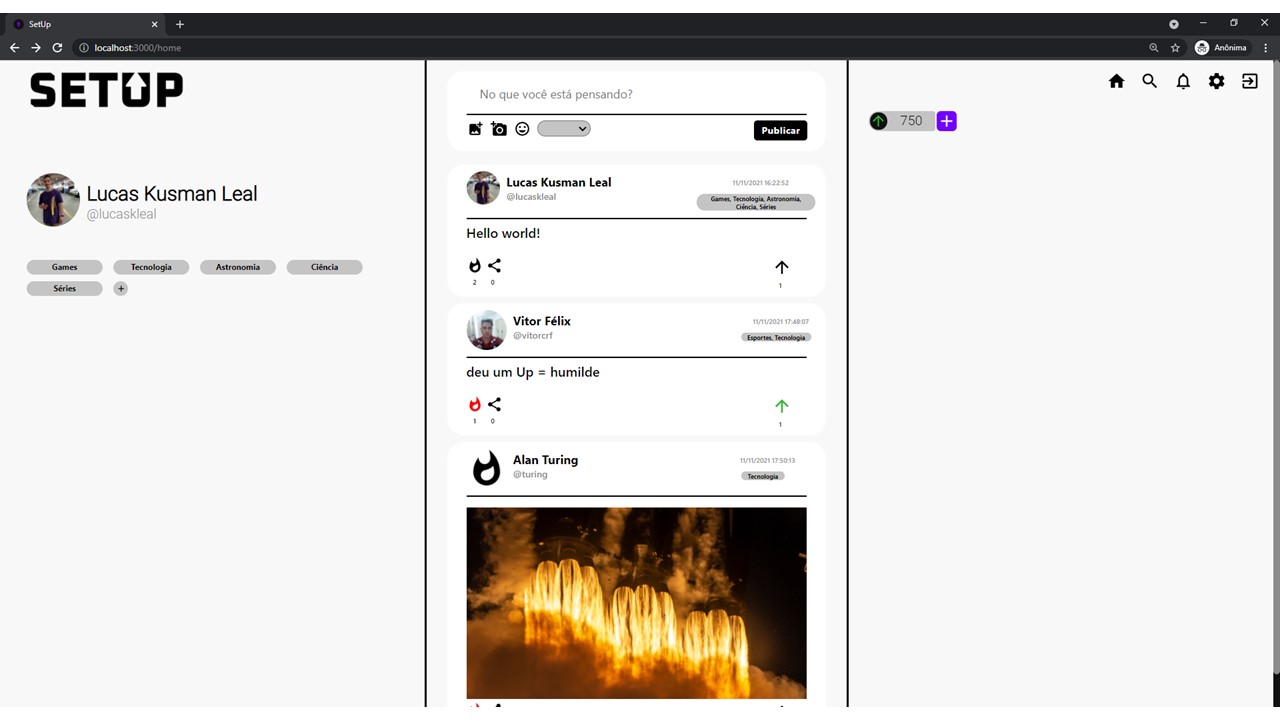 SetUp
localhost:3000/home
Anônima
SETUP
Lucas Kusman Leal
@lucaskleal
Games
Tecnologia
Astronomia
Ciência
Séries
+
No que você está pensando?
Publicar
Lucas Kusman Leal
@lucaskleal
11/11/2021 16:22:52
Games, Tecnologia, Astronomia,
Ciência, Séries
Hello world!
2
0
1
Vitor Félix
@vitorcrf
11/11/2021 17:48:07
Esportes, Tecnologia
deu um Up = humilde
1
0
1
Alan Turing
@turing
11/11/2021 17:50:13
Tecnologia
750